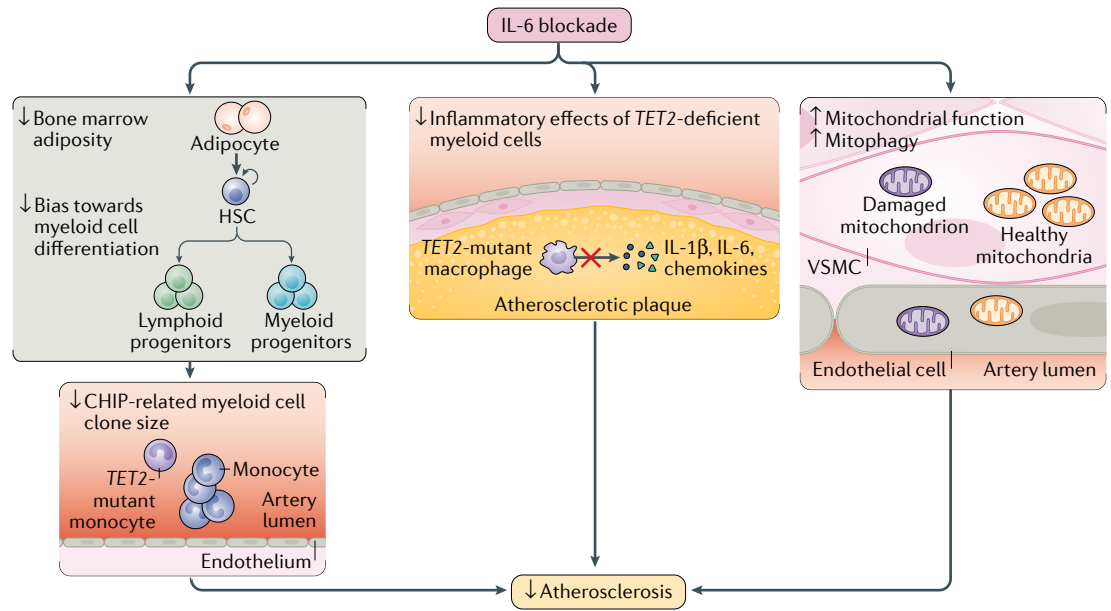 IL-6 blockade
↓ Bone marrow
adiposity
Adipocyte
↓ Bias towards
myeloid cell
differentiation
HSC
Lymphoid
progenitors
Myeloid
progenitors
↓ CHIP-related myeloid cell
clone size
TET2-
mutant
monocyte
Monocyte
Artery
lumen
Endothelium
↓ Inflammatory effects of TET2-deficient
myeloid cells
TET2-mutant
macrophage
IL-1β, IL-6,
chemokines
Atherosclerotic plaque
↑ Mitochondrial function
↑ Mitophagy
Damaged
mitochondrion
Healthy
mitochondria
VSMC
Endothelial cell
Artery lumen
↓ Atherosclerosis